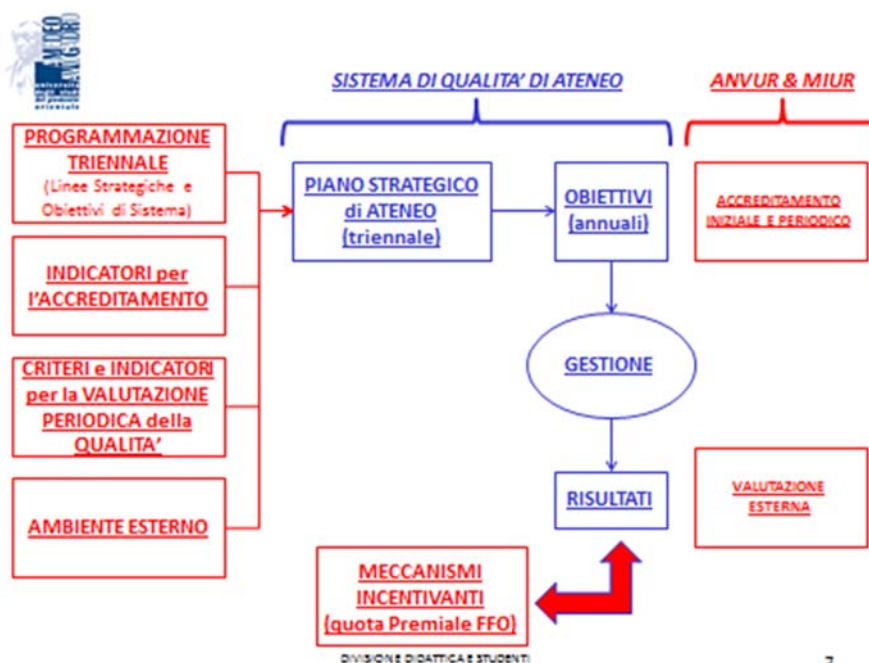 SISTEMA DI QUALITA' DI ATENEO
ANVUR & MIUR
PROGRAMMAZIONE
TRIENNALE
(Linee Strategiche e
Obiettivi di Sistema)
INDICATORI per
l'ACCREDITAMENTO
CRITERI e INDICATORI
per la VALUTAZIONE
PERIODICA della
QUALITA'
AMBIENTE ESTERNO
PIANO STRATEGICO
di ATENEO
(triennale)
OBIETTIVI
(annuali)
GESTIONE
RISULTATI
MECCANISMI
INCENTIVANTI
(quota Premiale FFO)
ACCREDITAMENTO
INIZIALE E PERIODICO
VALUTAZIONE
ESTERNA
DIVISIONE DIDATTICA E STUDENTI
7